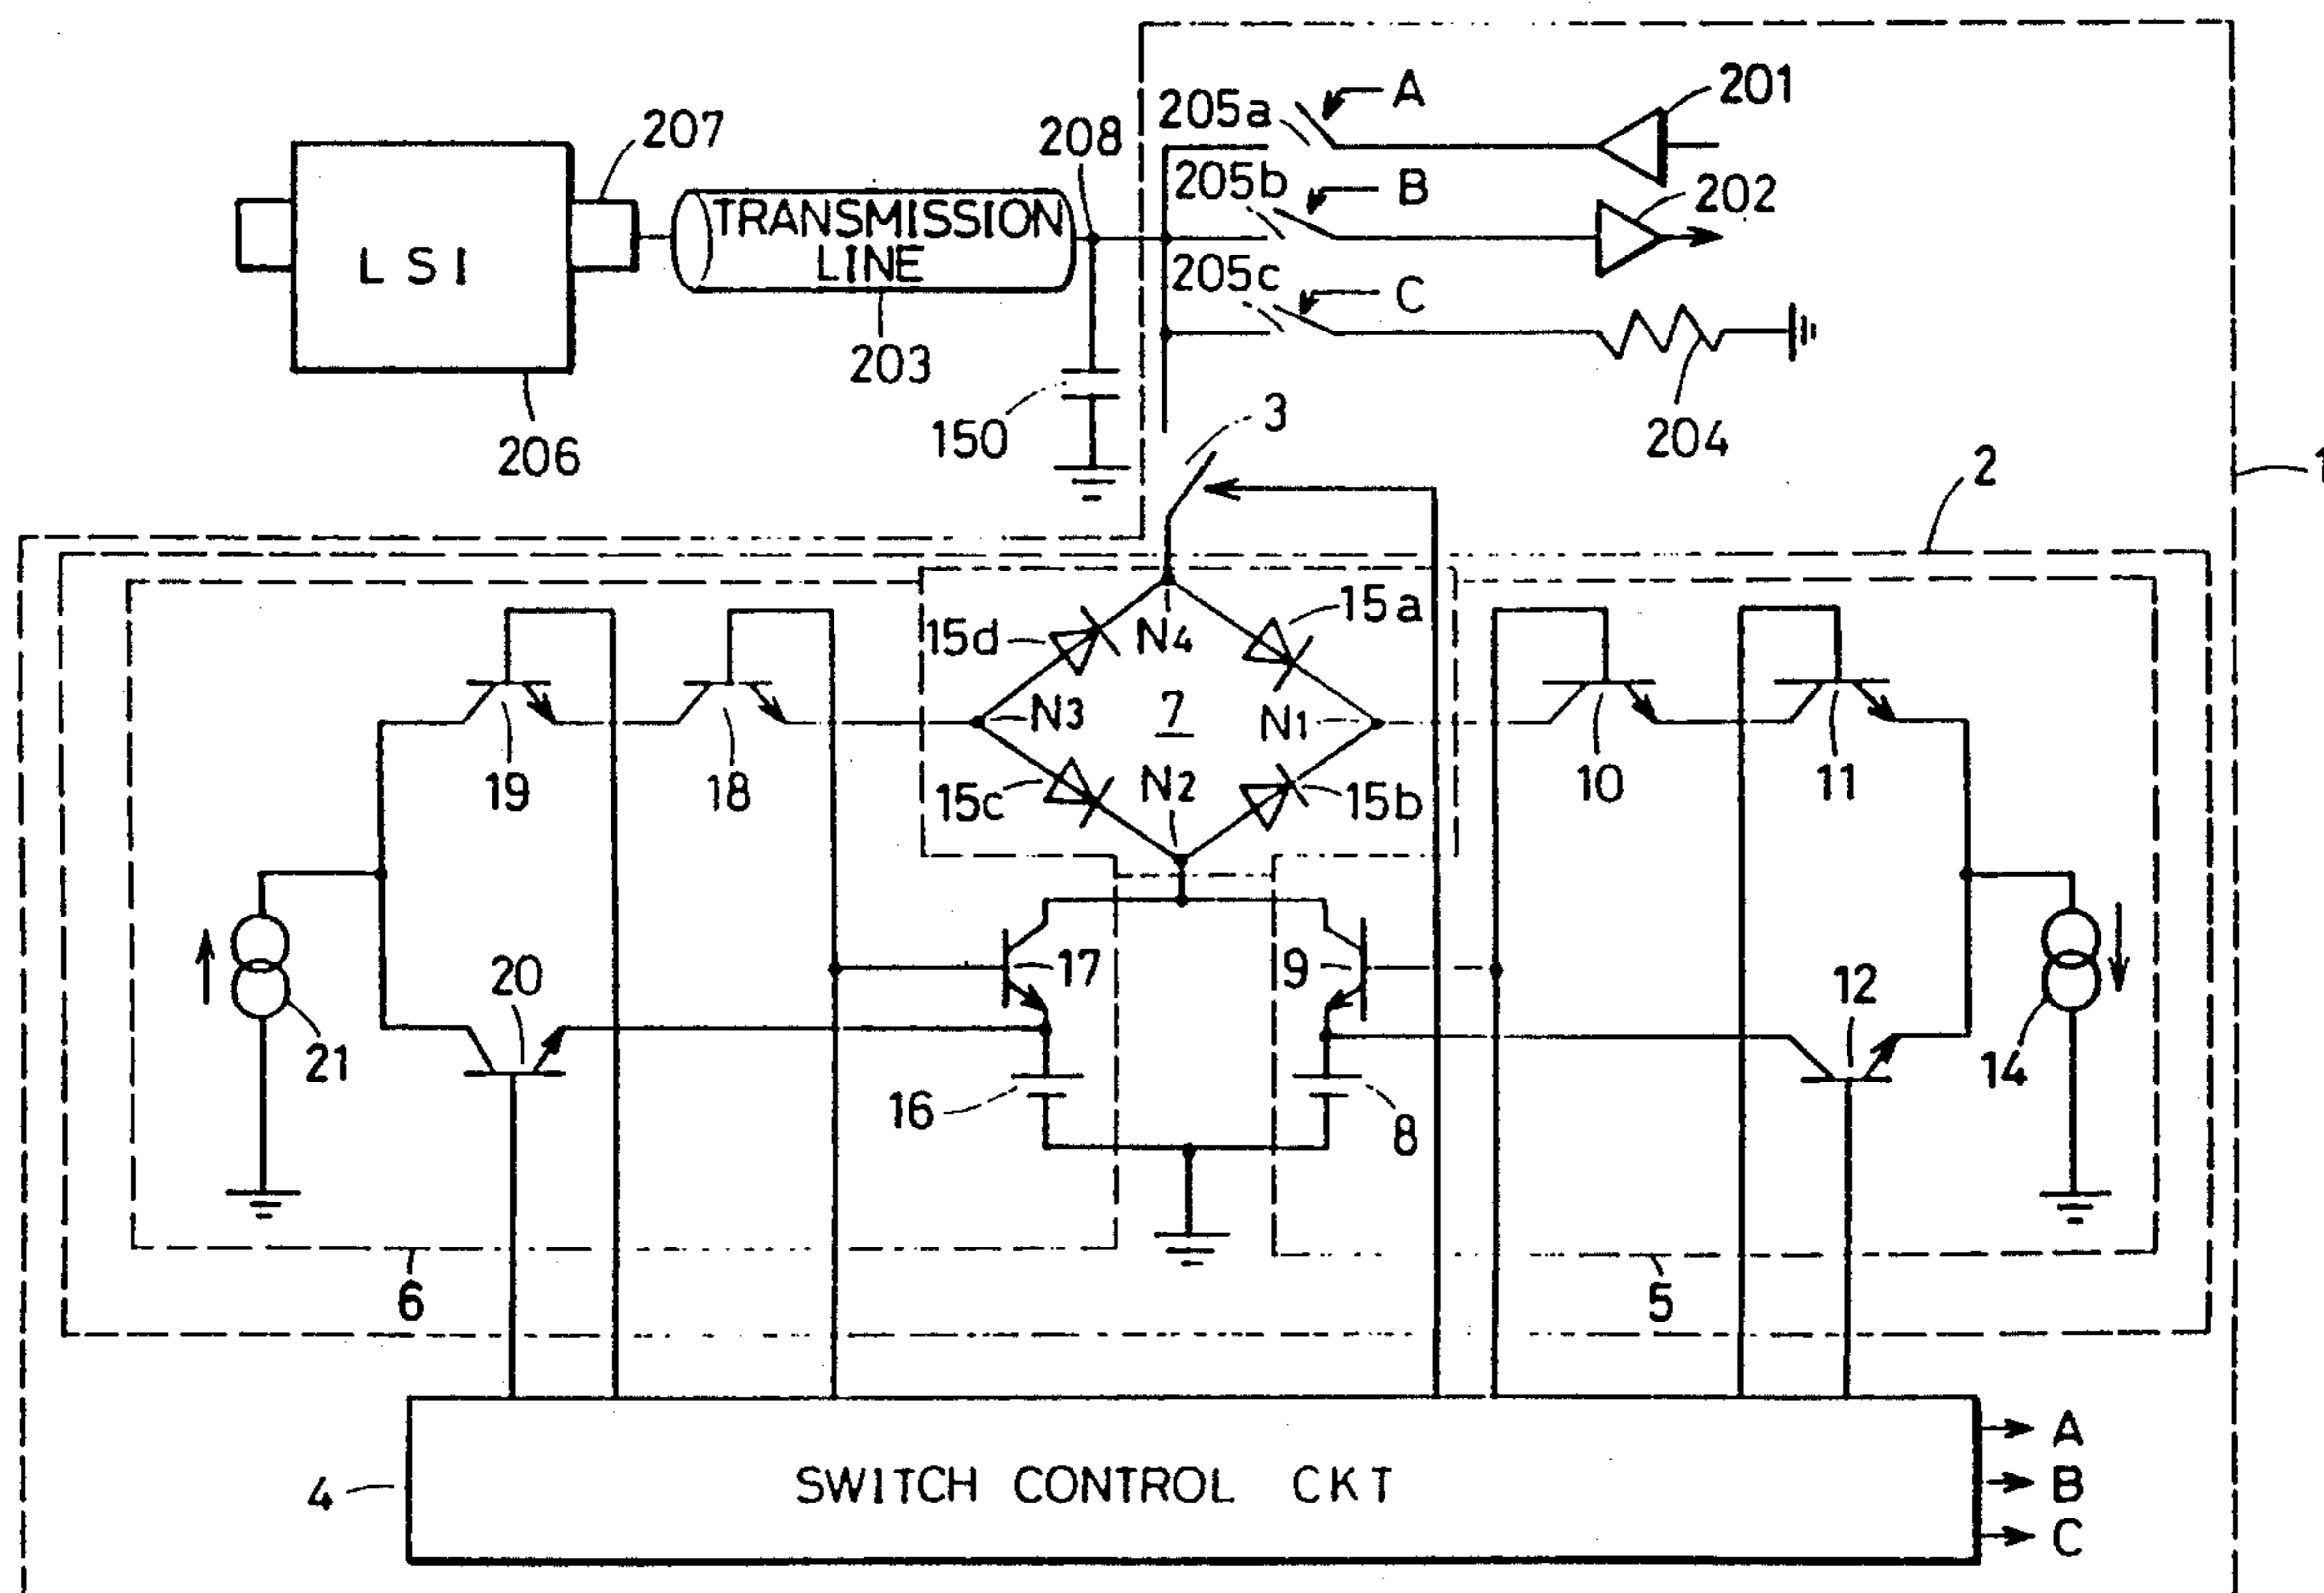 201
A
205a
207
208
205b
B
202
TRANSMISSION
LINE
LSI
205c
C
203
3
150
204
206
2
1
15a
15d
N4
N3
7
N1
19
18
10
11
15c
N2
15b
17
9
20
12
21
14
16
8
6
5
A
SWITCH CONTROL CKT
B
4
C